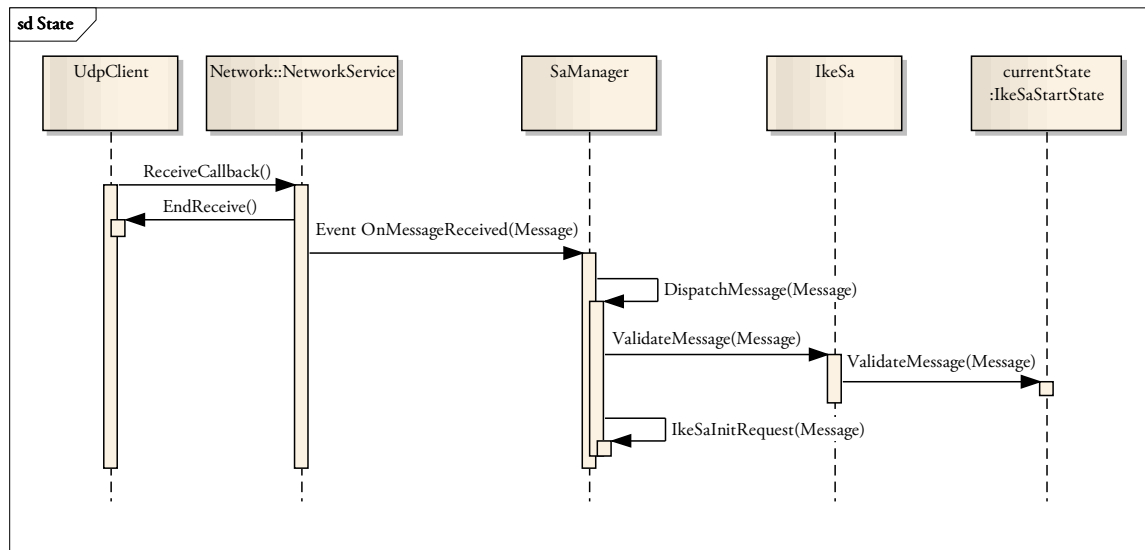 sd State
UdpClient
Network::NetworkService
SaManager
IkeSa
currentState
:IkeSaStartState
ReceiveCallback()
EndReceive()
Event OnMessageReceived(Message)
DispatchMessage(Message)
ValidateMessage(Message)
ValidateMessage(Message)
IkeSaInitRequest(Message)